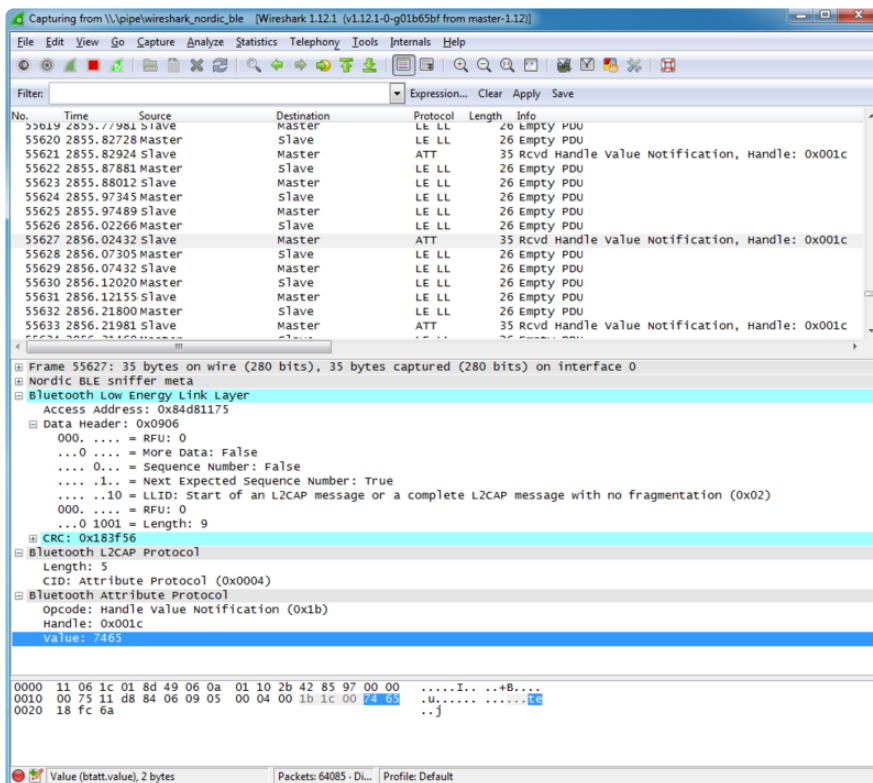 Capturing from \\.\pipe\wireshark_nordic_ble [Wireshark 1.12.1 (v1.12.1-0-g01b65bf from master-1.12)]
File Edit View Go Capture Analyze Statistics Telephony Tools Internals Help
Filter: Expression... Clear Apply Save
No. Time Source Destination Protocol Length Info
55619 2855.77981 Slave Master LE LL 26 Empty PDU
55620 2855.82728 Master Slave LE LL 26 Empty PDU
55621 2855.82924 Slave Master ATT 35 Rcvd Handle Value Notification, Handle: 0x001c
55622 2855.87881 Master Slave LE LL 26 Empty PDU
55623 2855.88012 Slave Master LE LL 26 Empty PDU
55624 2855.97345 Master Slave LE LL 26 Empty PDU
55625 2855.97489 Slave Master LE LL 26 Empty PDU
55626 2856.02266 Master Slave LE LL 26 Empty PDU
55627 2856.02432 Slave Master ATT 35 Rcvd Handle Value Notification, Handle: 0x001c
55628 2856.07305 Master Slave LE LL 26 Empty PDU
55629 2856.07432 Slave Master LE LL 26 Empty PDU
55630 2856.12020 Master Slave LE LL 26 Empty PDU
55631 2856.12155 Slave Master LE LL 26 Empty PDU
55632 2856.21800 Master Slave LE LL 26 Empty PDU
55633 2856.21981 Slave Master ATT 35 Rcvd Handle Value Notification, Handle: 0x001c
Frame 55627: 35 bytes on wire (280 bits), 35 bytes captured (280 bits) on interface 0
Nordic BLE sniffer meta
Bluetooth Low Energy Link Layer
Access Address: 0x84d81175
Data Header: 0x0906
000. .... = RFU: 0
...0 .... = More Data: False
.... 0... = Sequence Number: False
.... .1.. = Next Expected Sequence Number: True
.... ..10 = LLID: Start of an L2CAP message or a complete L2CAP message with no fragmentation (0x02)
000. .... = RFU: 0
...0 1001 = Length: 9
CRC: 0x183f56
Bluetooth L2CAP Protocol
Length: 5
CID: Attribute Protocol (0x0004)
Bluetooth Attribute Protocol
Opcode: Handle Value Notification (0x1b)
Handle: 0x001c
Value: 7465
0000 11 06 1c 01 8d 49 06 0a 01 10 2b 42 85 97 00 00 .....I.. ..+B....
0010 00 75 11 d8 84 06 09 05 00 04 00 1b 1c 00 74 65 .u...... ......te
0020 18 fc 6a ..j
Value (btatt.value), 2 bytes Packets: 64085 · Di... Profile: Default